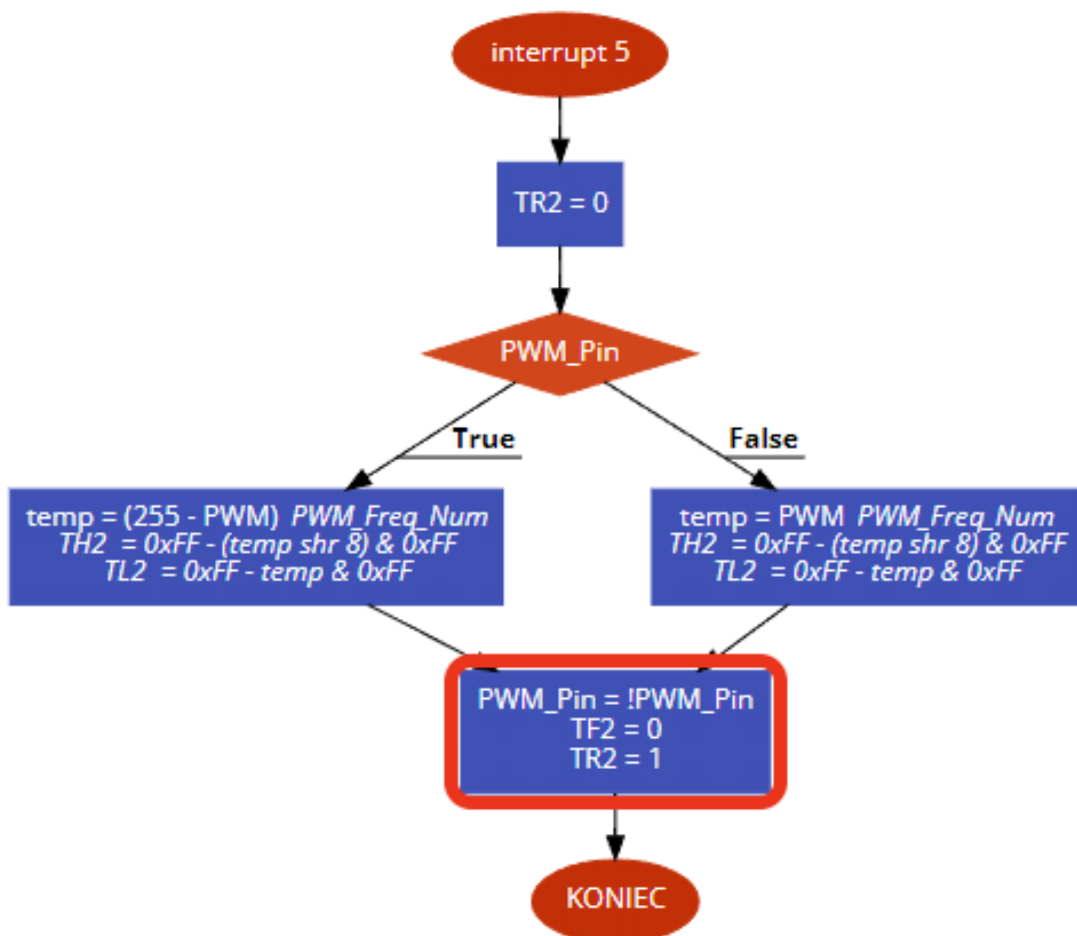 interrupt 5
TR2 = 0
PWM_Pin
True
False
temp = (255 - PWM) PWM_Freq_Num
TH2 = 0xFF - (temp shr 8) & 0xFF
TL2 = 0xFF - temp & 0xFF
temp = PWM PWM_Freq_Num
TH2 = 0xFF - (temp shr 8) & 0xFF
TL2 = 0xFF - temp & 0xFF
PWM_Pin = !PWM_Pin
TF2 = 0
TR2 = 1
KONIEC